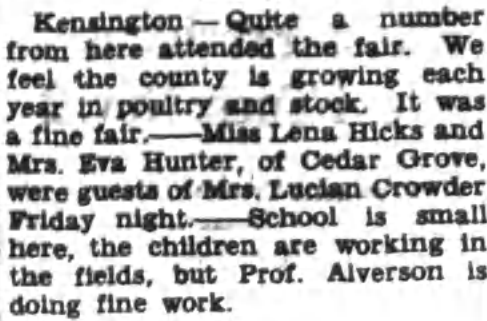 Kensington — Quite a number
from here attended the fair. We
feel the county is growing each
year in poultry and stock. It was
a fine fair.——Miss Lena Hicks and
Mrs. Eva Hunter, of Cedar Grove,
were guests of Mrs. Lucian Crowder
Friday night.——School is small
here, the children are working in
the fields, but Prof. Alverson is
doing fine work.